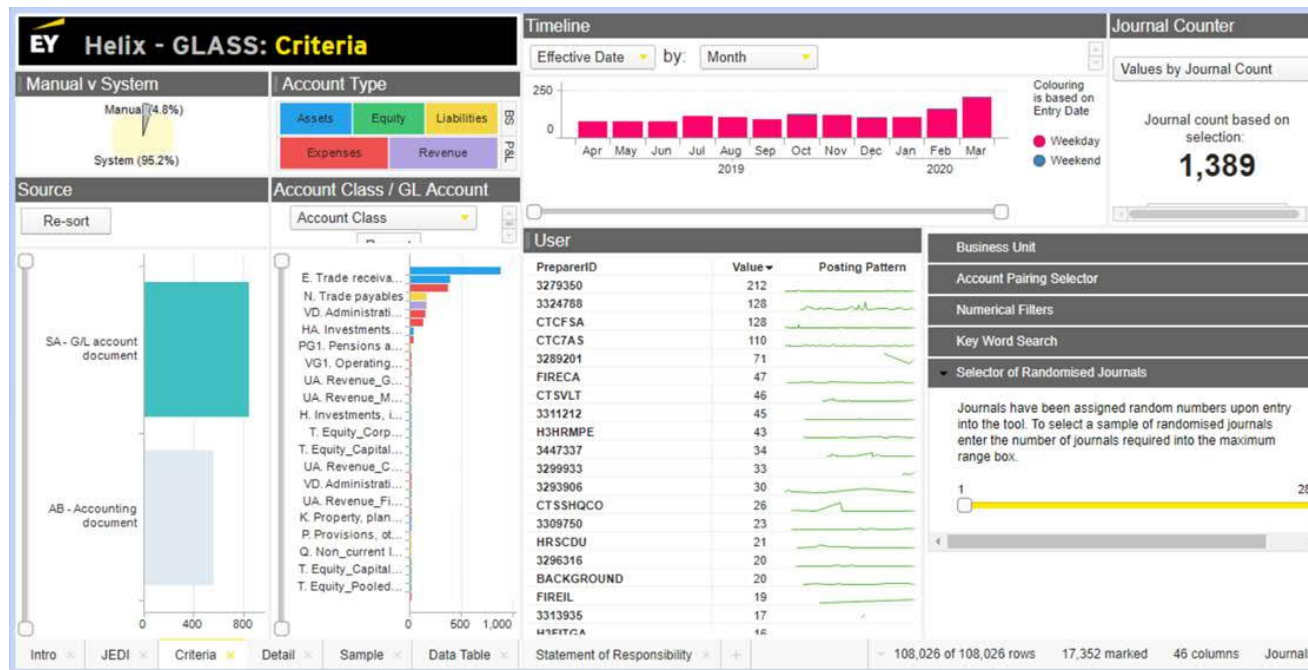 EY Helix - GLASS: Criteria
Manual v System
Manual (4.8%)
System (95.2%)
Account Type
Assets
Equity
Liabilities
BS
Expenses
Revenue
P&L
Timeline
Effective Date
by:
Month
250
0
Apr May Jun Jul Aug Sep Oct Nov Dec Jan Feb Mar
2019 2020
Colouring
is based on
Entry Date
Weekday
Weekend
Journal Counter
Values by Journal Count
Journal count based on
selection:
1,389
Source
Re-sort
SA - G/L account
document
AB - Accounting
document
0 400 800
Account Class / GL Account
Account Class
E. Trade receiva...
N. Trade payables
VD. Administrati...
HA. Investments...
PG1. Pensions a...
VG1. Operating...
UA. Revenue_G...
UA. Revenue_M...
H. Investments, i...
T. Equity_Corp...
T. Equity_Capital...
UA. Revenue_C...
VD. Administrati...
UA. Revenue_Fi...
K. Property, plan...
P. Provisions, ot...
Q. Non_current l...
T. Equity_Capital...
T. Equity_Pooled...
0 500 1,000
User
PreparerID Value Posting Pattern
3279350 212
3324788 128
CTCFSA 128
CTC7AS 110
3289201 71
FIRECA 47
CTSVLT 46
3311212 45
H3HRMPE 43
3447337 34
3299933 33
3293906 30
CTSSHQCO 26
3309750 23
HRSCDU 21
3296316 20
BACKGROUND 20
FIREIL 19
3313935 17
Business Unit
Account Pairing Selector
Numerical Filters
Key Word Search
Selector of Randomised Journals
Journals have been assigned random numbers upon entry
into the tool. To select a sample of randomised journals
enter the number of journals required into the maximum
range box.
1 28
Intro JEDI Criteria Detail Sample Data Table Statement of Responsibility
108,026 of 108,026 rows 17,352 marked 46 columns Journal